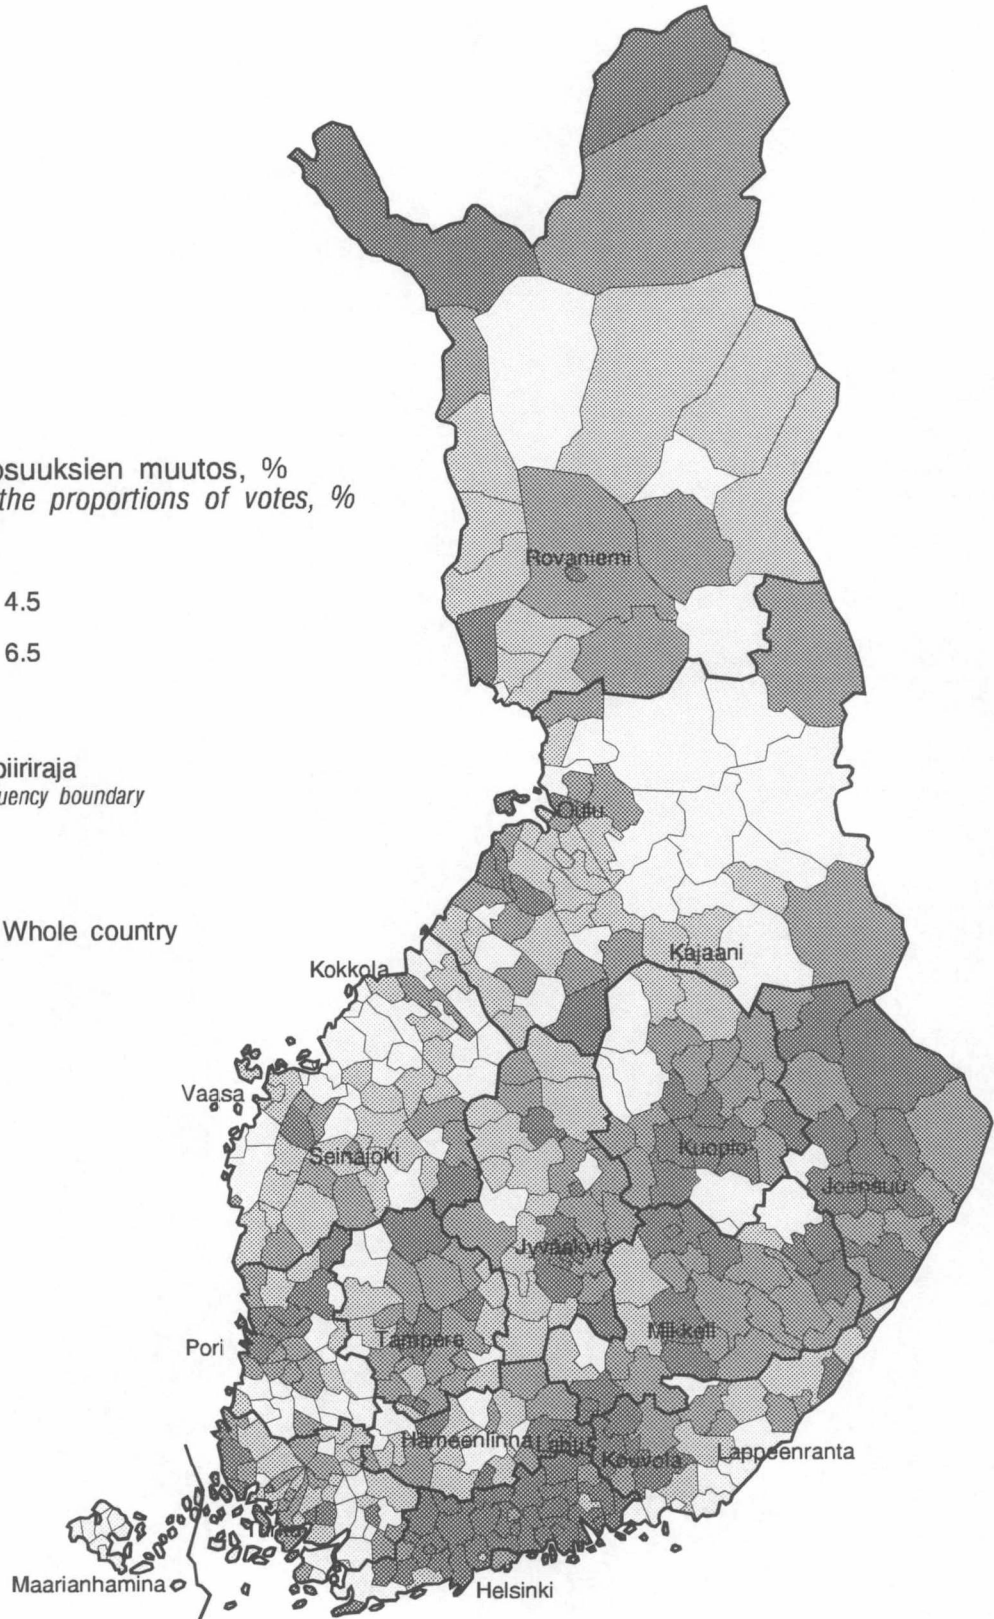 osuuksien muutos, %
the proportions of votes, %
4.5
6.5
piiriraja
uency boundary
Whole country
Rovaniemi
Oulu
Kajaani
Kokkola
Vaasa
Seinäjoki
Kuopio
Joensuu
Jyväskylä
Mikkeli
Pori
Tampere
Hämeenlinna
Lahti
Kouvola
Lappeenranta
Turku
Maarianhamina
Helsinki